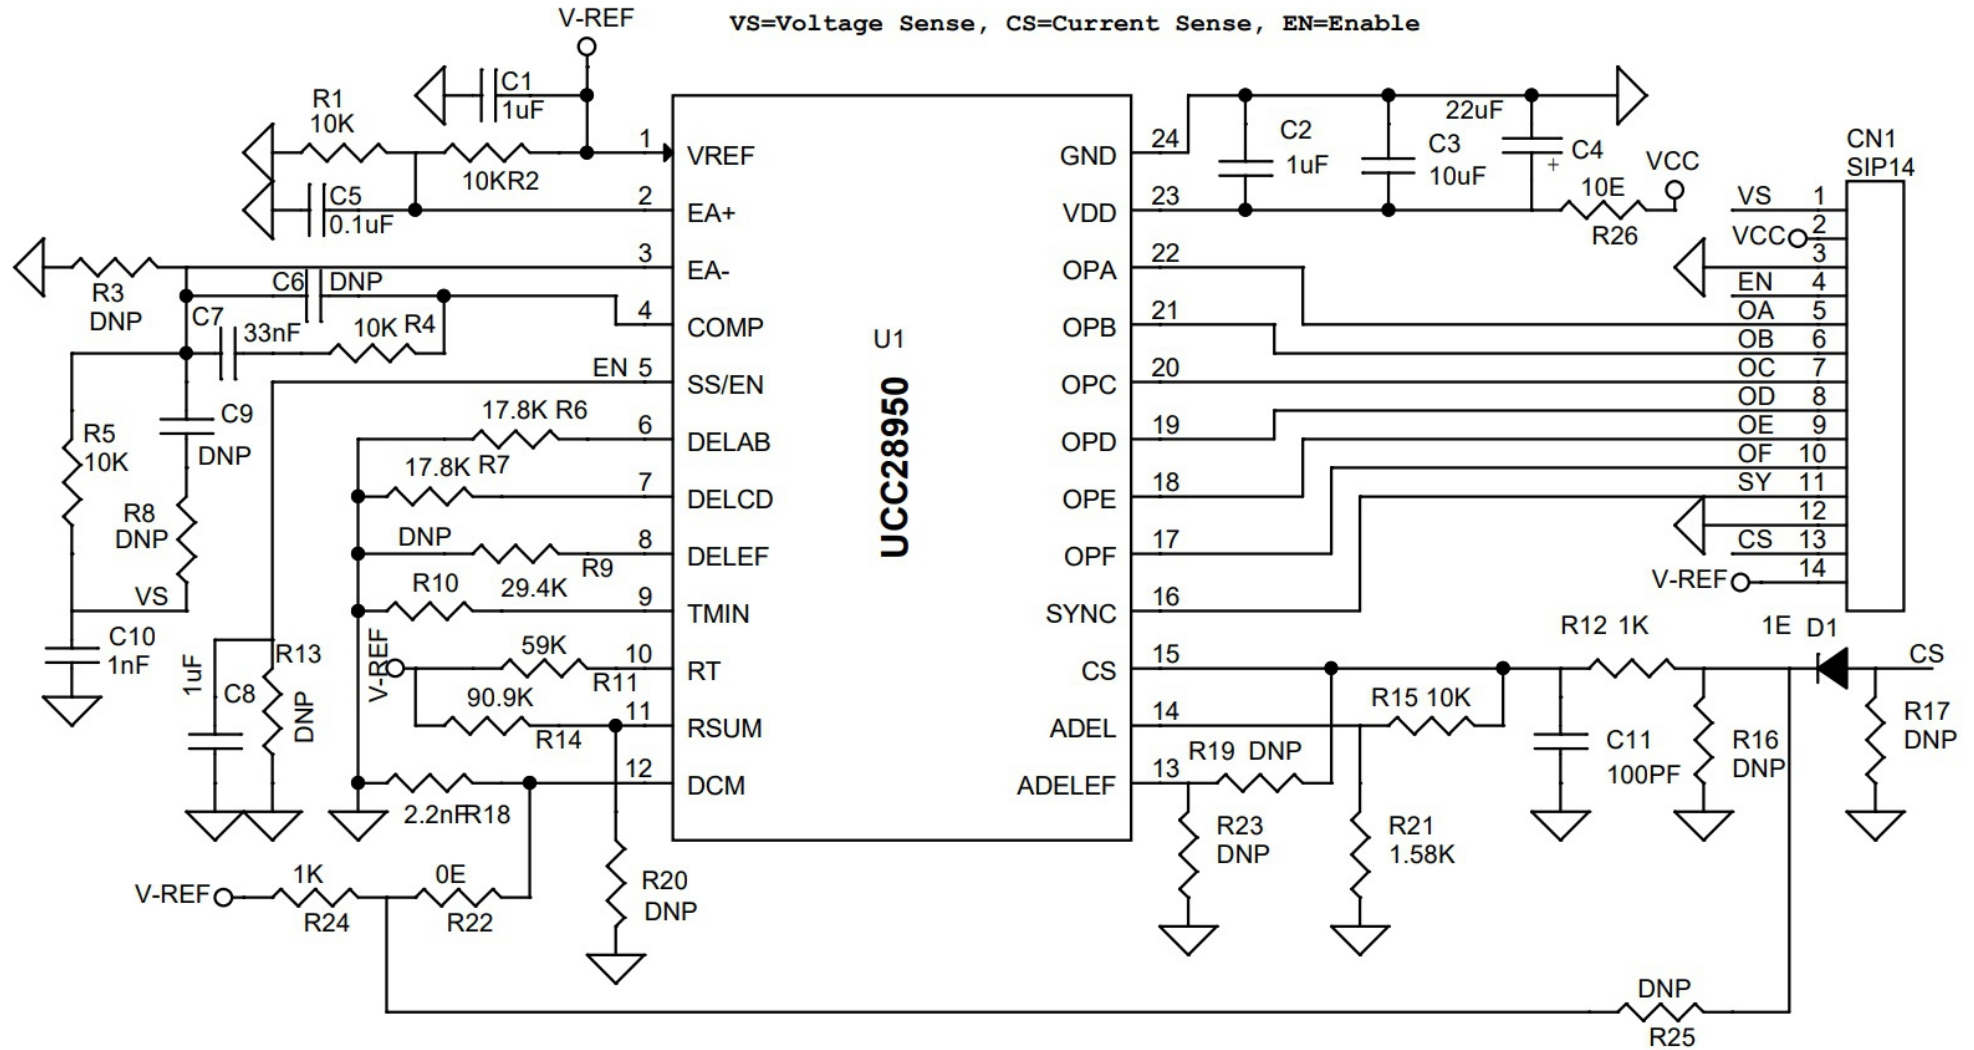 VS=Voltage Sense, CS=Current Sense, EN=Enable
V-REF
C1
1uF
R1
10K
10KR2
C5
0.1uF
R3
DNP
C6 DNP
C7
33nF
10K R4
EN
R5
10K
C9
DNP
R8
DNP
VS
C10
1nF
1uF
C8
R13
DNP
17.8K R6
17.8K R7
DNP
R9
R10
29.4K
V-REF
59K
R11
90.9K
R14
2.2nFR18
V-REF
1K
R24
0E
R22
R20
DNP
U1
UCC28950
1 VREF
2 EA+
3 EA-
4 COMP
5 SS/EN
6 DELAB
7 DELCD
8 DELEF
9 TMIN
10 RT
11 RSUM
12 DCM
GND 24
VDD 23
OPA 22
OPB 21
OPC 20
OPD 19
OPE 18
OPF 17
SYNC 16
CS 15
ADEL 14
ADELEF 13
C2
1uF
C3
10uF
22uF
C4
+
10E
R26
VCC
CN1
SIP14
VS 1
VCC 2
3
EN 4
OA 5
OB 6
OC 7
OD 8
OE 9
OF 10
SY 11
12
CS 13
V-REF 14
R12 1K
1E D1
CS
R15 10K
R19 DNP
C11
100PF
R16
DNP
R17
DNP
R23
DNP
R21
1.58K
DNP
R25